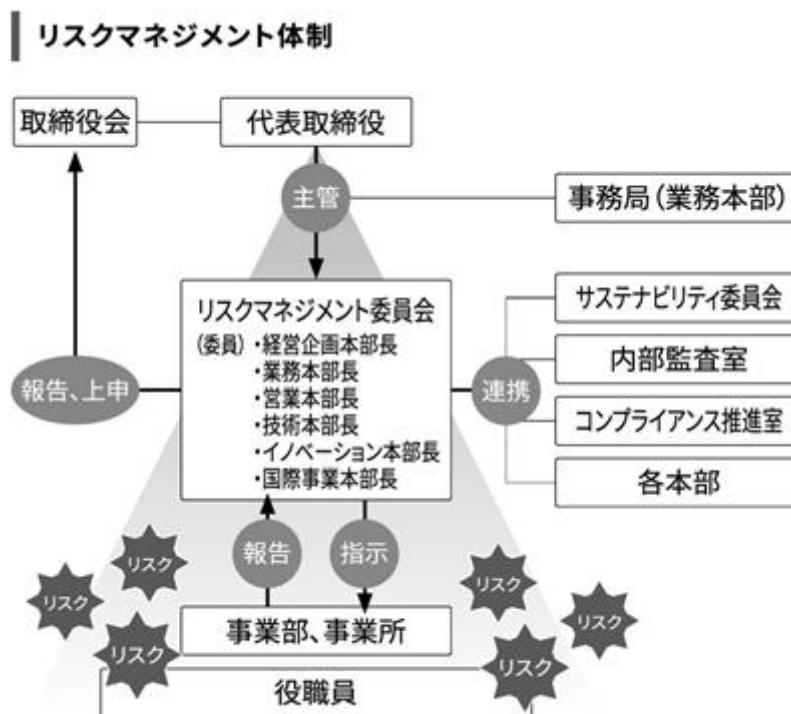 リスクマネジメント体制
取締役会
代表取締役
主管
事務局（業務本部）
リスクマネジメント委員会
（委員）・経営企画本部長
・業務本部長
・営業本部長
・技術本部長
・イノベーション本部長
・国際事業本部長
報告、上申
連携
サステナビリティ委員会
内部監査室
コンプライアンス推進室
各本部
報告
指示
リスク
リスク
リスク
リスク
リスク
リスク
事業部、事業所
役職員